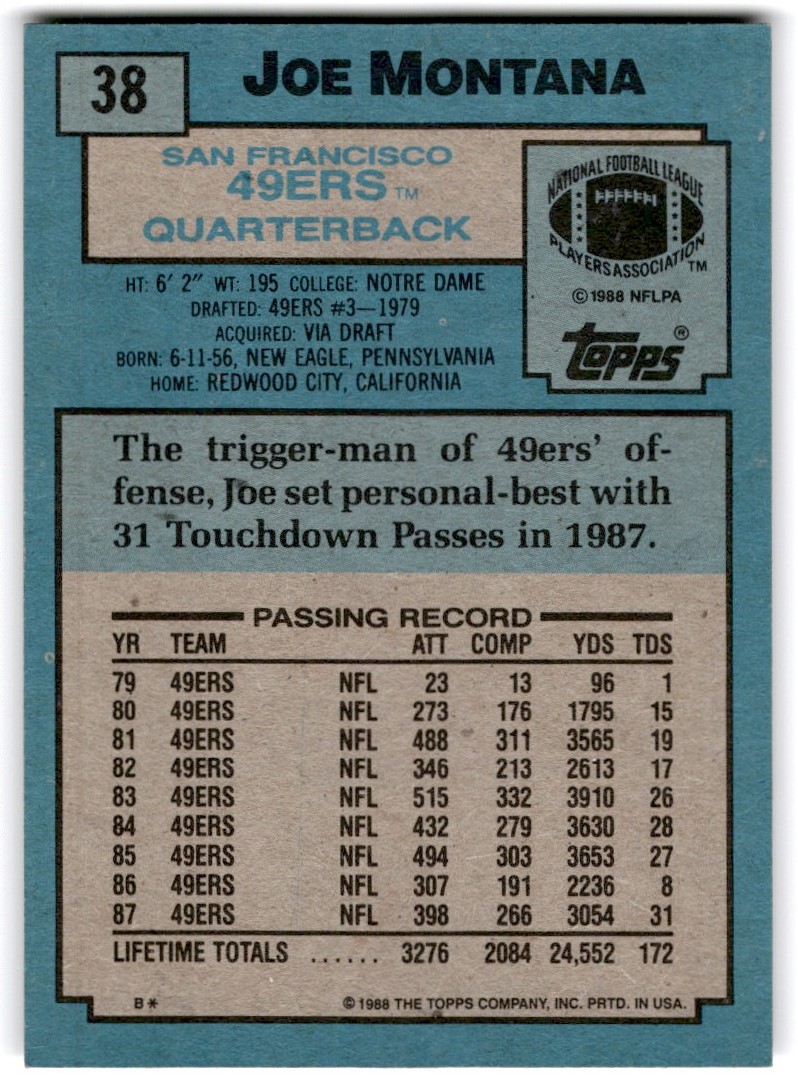 38
JOE MONTANA
SAN FRANCISCO
49ERS TM
QUARTERBACK
NATIONAL FOOTBALL LEAGUE
PLAYERS ASSOCIATION TM
©1988 NFLPA
TOPPS®
HT: 6' 2" WT: 195 COLLEGE: NOTRE DAME
DRAFTED: 49ERS #3—1979
ACQUIRED: VIA DRAFT
BORN: 6-11-56, NEW EAGLE, PENNSYLVANIA
HOME: REDWOOD CITY, CALIFORNIA
The trigger-man of 49ers' of-
fense, Joe set personal-best with
31 Touchdown Passes in 1987.
PASSING RECORD
YR TEAM ATT COMP YDS TDS
79 49ERS NFL 23 13 96 1
80 49ERS NFL 273 176 1795 15
81 49ERS NFL 488 311 3565 19
82 49ERS NFL 346 213 2613 17
83 49ERS NFL 515 332 3910 26
84 49ERS NFL 432 279 3630 28
85 49ERS NFL 494 303 3653 27
86 49ERS NFL 307 191 2236 8
87 49ERS NFL 398 266 3054 31
LIFETIME TOTALS ...... 3276 2084 24,552 172
B* ©1988 THE TOPPS COMPANY, INC. PRTD. IN USA.